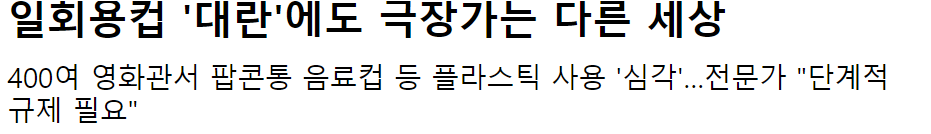 일회용컵 '대란'에도 극장가는 다른 세상
400여 영화관서 팝콘통 음료컵 등 플라스틱 사용 '심각'...전문가 "단계적
규제 필요"